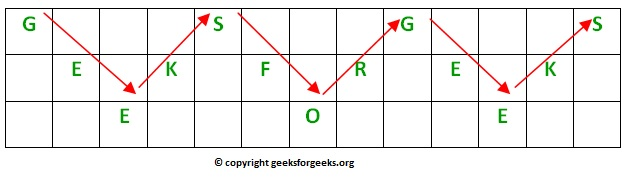 G S G S
E K F R E K
E O E
© copyright geeksforgeeks.org